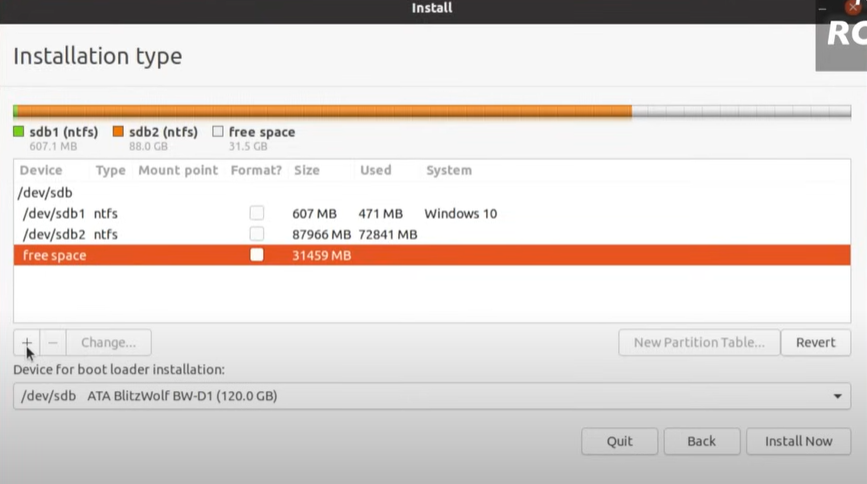 Install
RO
Installation type
sdb1 (ntfs) sdb2 (ntfs) free space
607.1 MB 88.0 GB 31.5 GB
Device Type Mount point Format? Size Used System
/dev/sdb
/dev/sdb1 ntfs 607 MB 471 MB Windows 10
/dev/sdb2 ntfs 87966 MB 72841 MB
free space 31459 MB
+ − Change... New Partition Table... Revert
Device for boot loader installation:
/dev/sdb ATA BlitzWolf BW-D1 (120.0 GB)
Quit Back Install Now